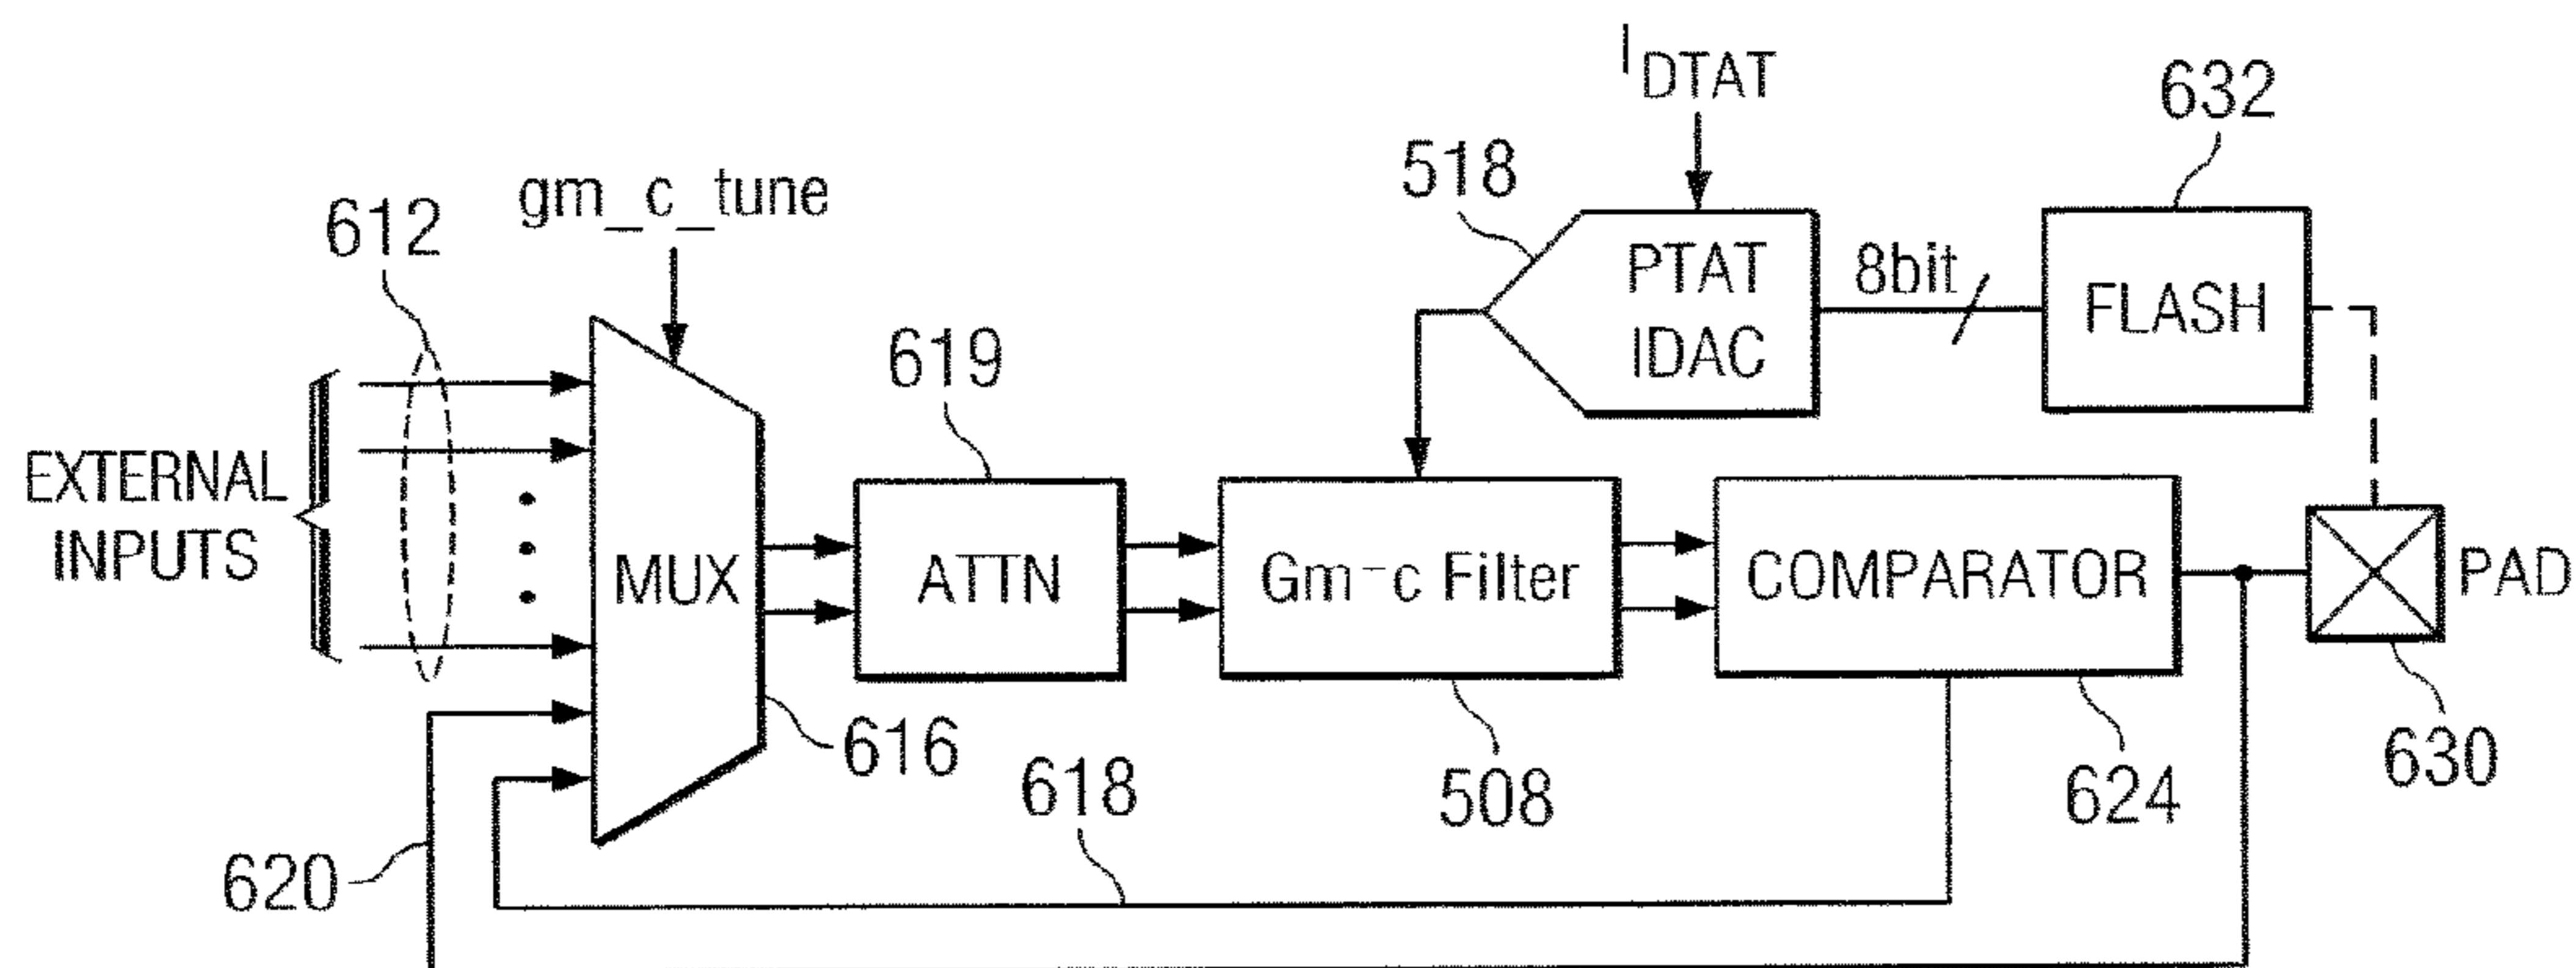 I DTAT
632
518
gm_c_tune
612
PTAT
IDAC
8bit
FLASH
619
EXTERNAL
INPUTS
MUX
ATTN
Gm-c Filter
COMPARATOR
PAD
616
618
508
624
630
620